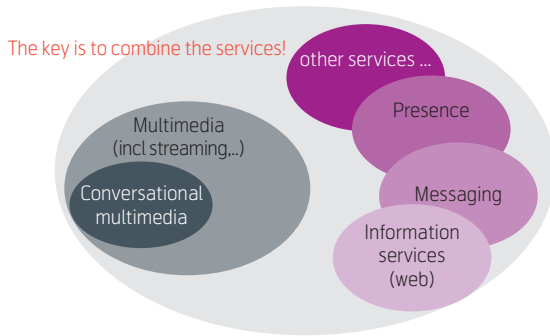 The key is to combine the services!
other services ...
Presence
Multimedia
(incl streaming,..)
Conversational
multimedia
Messaging
Information
services
(web)